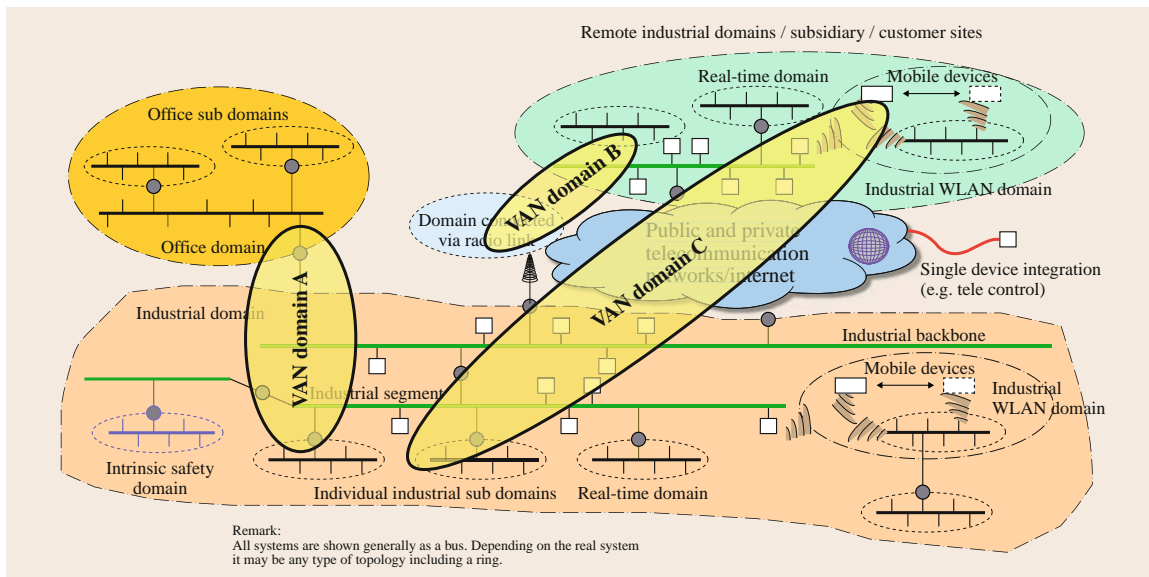 Remote industrial domains / subsidiary / customer sites
Real-time domain
Mobile devices
Office sub domains
VAN domain B
Industrial WLAN domain
Domain connected
via radio link
Public and private
telecommunication
networks/internet
Office domain
VAN domain C
Single device integration
(e.g. tele control)
VAN domain A
Industrial domain
Industrial backbone
Mobile devices
Industrial segment
Industrial
WLAN domain
Intrinsic safety
domain
Individual industrial sub domains
Real-time domain
Remark:
All systems are shown generally as a bus. Depending on the real system
it may be any type of topology including a ring.